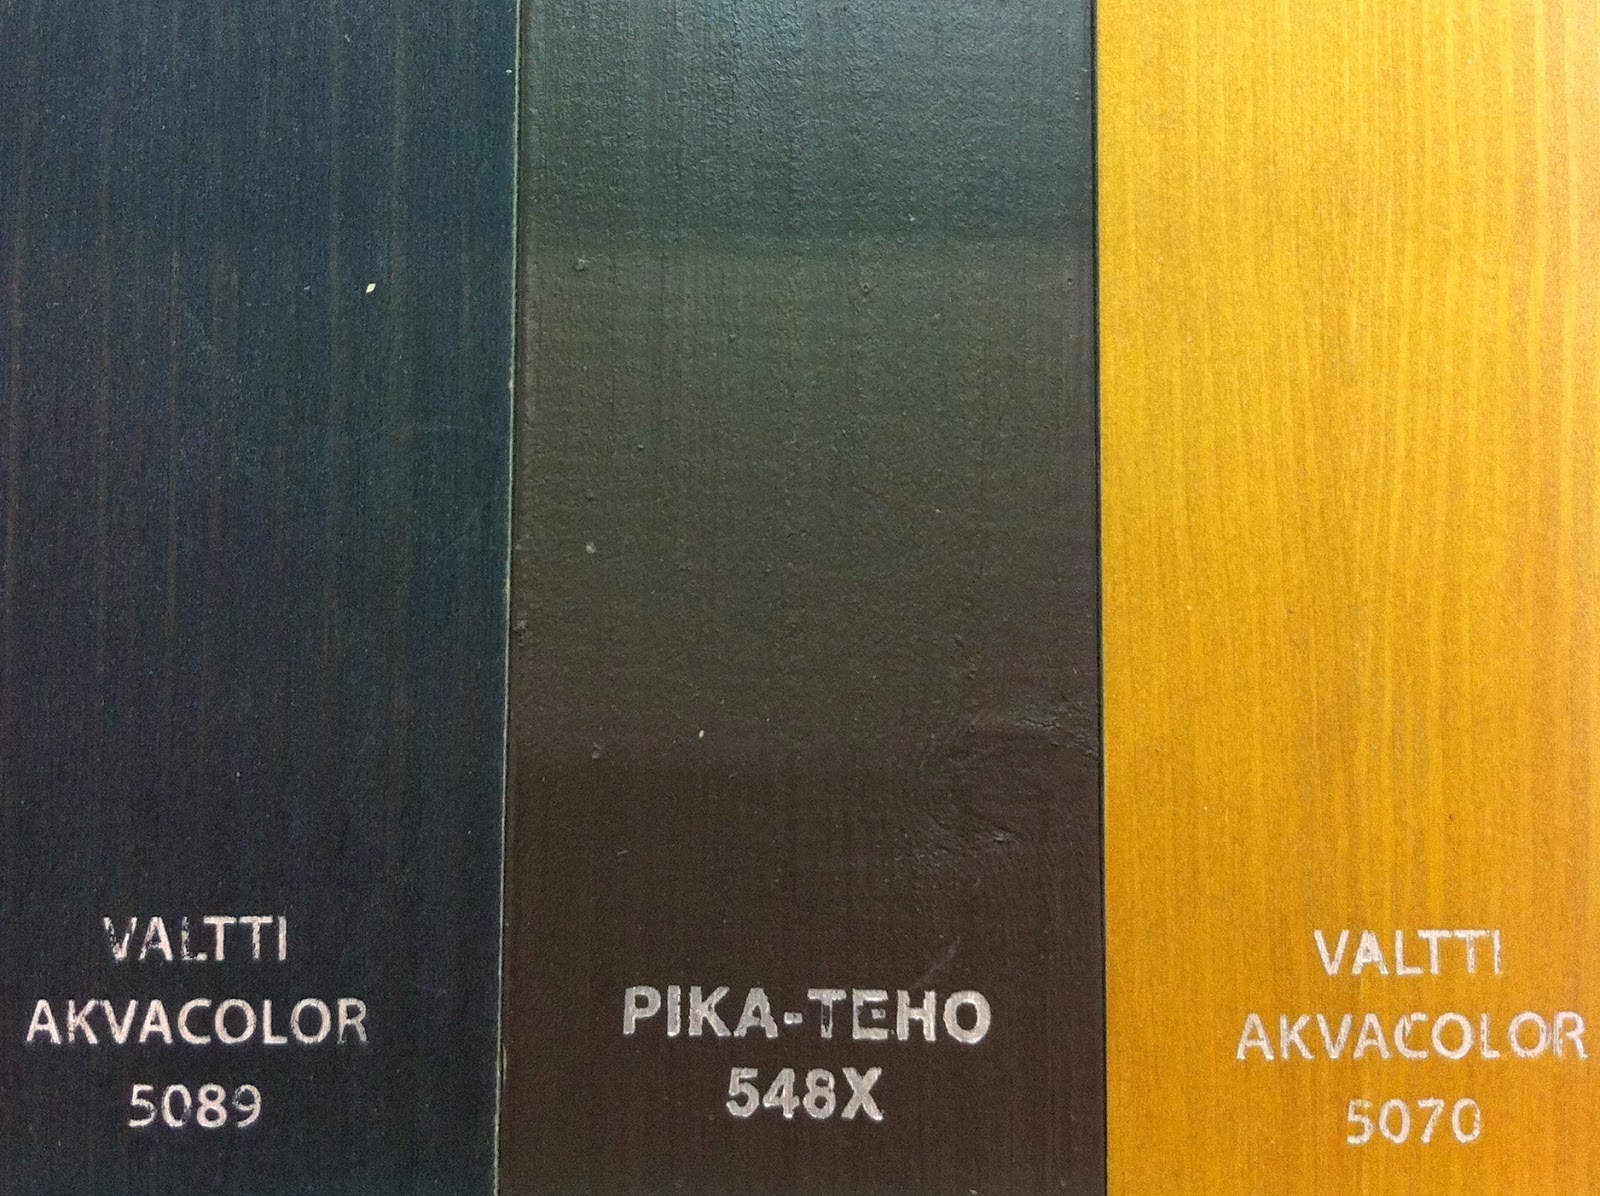 VALTTI
AKVACOLOR
5089
PIKA-TEHO
548X
VALTTI
AKVACOLOR
5070